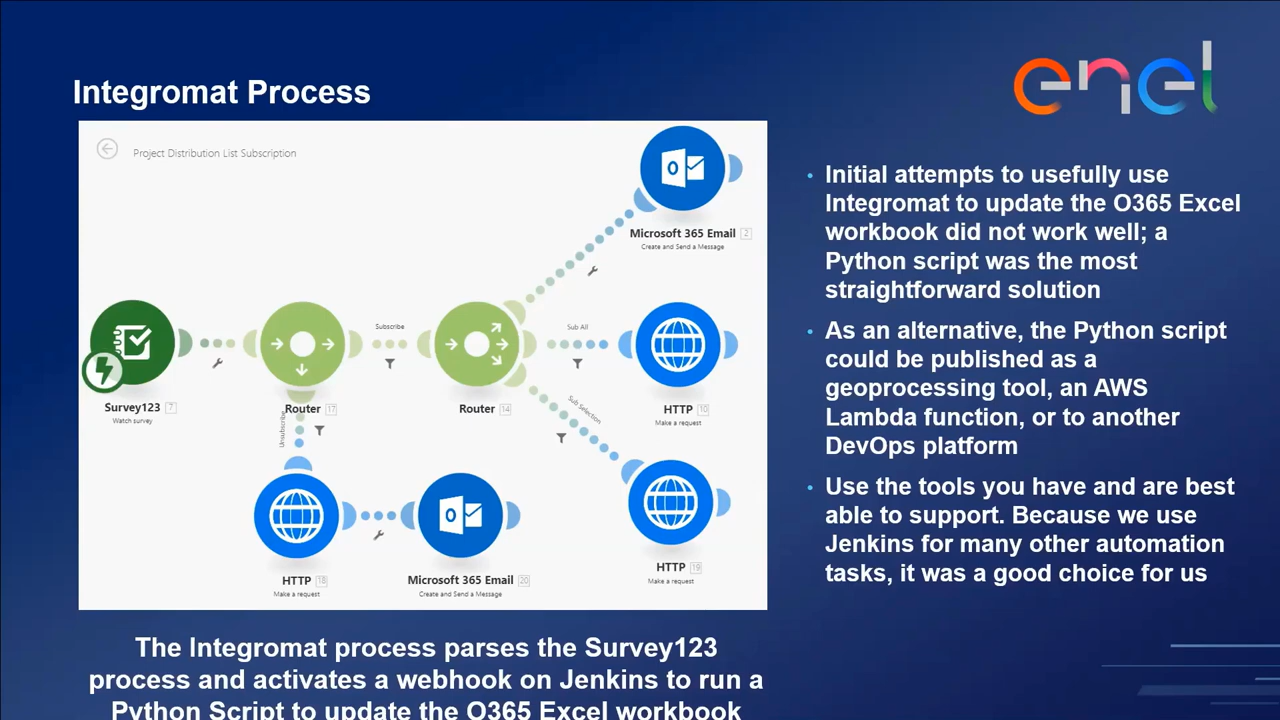 Integromat Process
enel
Project Distribution List Subscription
Microsoft 365 Email 2
Create and Send a Message
Survey123 7
Watch survey
Router 17
Subscribe
Router 14
Sub All
HTTP 10
Make a request
Unsubscribe
Sub Selection
HTTP 18
Make a request
Microsoft 365 Email 20
Create and Send a Message
HTTP 19
Make a request
The Integromat process parses the Survey123
process and activates a webhook on Jenkins to run a
Python Script to update the O365 Excel workbook
• Initial attempts to usefully use
Integromat to update the O365 Excel
workbook did not work well; a
Python script was the most
straightforward solution
• As an alternative, the Python script
could be published as a
geoprocessing tool, an AWS
Lambda function, or to another
DevOps platform
• Use the tools you have and are best
able to support. Because we use
Jenkins for many other automation
tasks, it was a good choice for us